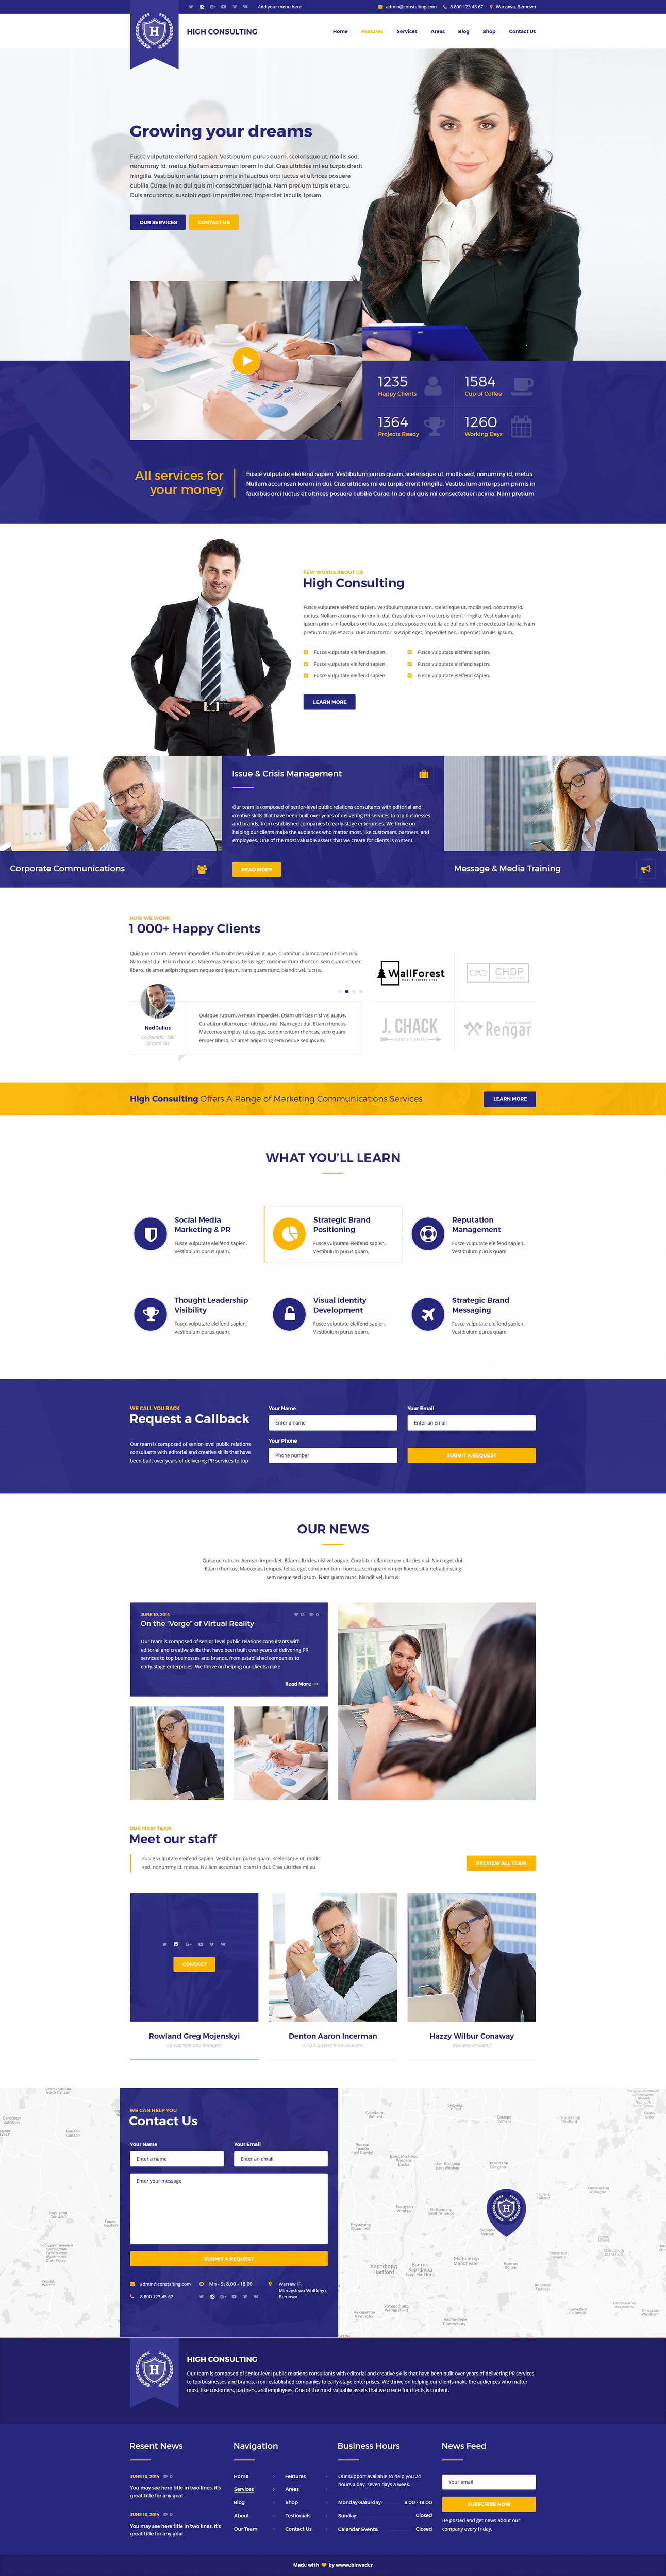 Add your menu here
admn@constalting.com
8 800 123 45 67
Warzawa, Bernowo
H
HIGH CONSULTING
Home
Features
Services
Areas
Blog
Shop
Contact Us
Growing your dreams
Fusce vulputate eleifend sapien. Vestibulum purus quam, scelerisque ut, mollis sed,
nonummy id, metus. Nullam accumsan lorem in dui. Cras ultricies mi eu turpis drerit
fringilla. Vestibulum ante ipsum primis in faucibus orci luctus et ultrices posuere
cubilia Curae; In ac dui quis mi consectetuer lacinia. Nam pretium turpis et arcu.
Duis arcu tortor, suscipit eget, imperdiet nec, imperdiet iaculis, ipsum.
OUR SERVICES
CONTACT US
1235
Happy Clients
1584
Cup of Coffee
1364
Projects Ready
1260
Working Days
All services for
your money
Fusce vulputate eleifend sapien. Vestibulum purus quam, scelerisque ut, mollis sed, nonummy id, metus.
Nullam accumsan lorem in dui. Cras ultricies mi eu turpis drerit fringilla. Vestibulum ante ipsum primis in
faucibus orci luctus et ultrices posuere cubilia Curae; In ac dui quis mi consectetuer lacinia. Nam pretium
FEW WORDS ABOUT US
High Consulting
Fusce vulputate eleifend sapien. Vestibulum purus quam, scelerisque ut, mollis sed, nonummy id,
metus. Nullam accumsan lorem in dui. Cras ultricies mi eu turpis drerit fringilla. Vestibulum ante
ipsum primis in faucibus orci luctus et ultrices posuere cubilia ac dui quis mi consectetuer lacinia. Nam
pretium turpis et arcu. Duis arcu tortor, suscipit eget, imperdiet nec, imperdiet iaculis, ipsum.
Fusce vulputate eleifend sapien.
Fusce vulputate eleifend sapien.
Fusce vulputate eleifend sapien.
Fusce vulputate eleifend sapien.
Fusce vulputate eleifend sapien.
Fusce vulputate eleifend sapien.
LEARN MORE
Corporate Communications
Issue & Crisis Management
Our team is composed of senior-level public relations consultants with editorial and
creative skills that have been built over years of delivering PR services to top businesses
and brands, from established companies to early-stage enterprises. We thrive on
helping our clients make the audiences who matter most, like customers, partners, and
employees. One of the most valuable assets that we create for clients is content.
READ MORE
Message & Media Training
HOW WE WORK
1 000+ Happy Clients
Quisque rutrum. Aenean imperdiet. Etiam ultricies nisi vel augue. Curabitur ullamcorper ultricies nisi.
Nam eget dui. Etiam rhoncus. Maecenas tempus, tellus eget condimentum rhoncus, sem quam semper
libero, sit amet adipiscing sem neque sed ipsum. Nam quam nunc, blandit vel, luctus.
Ned Julius
Co-founder TM
System TM
Quisque rutrum. Aenean imperdiet. Etiam ultricies nisi vel augue.
Curabitur ullamcorper ultricies nisi. Nam eget dui. Etiam rhoncus.
Maecenas tempus, tellus eget condimentum rhoncus, sem quam
emper libero, sit amet adipiscing sem neque sed ipsum.
WallForest
CHOP
J. CHACK
Rengar
High Consulting Offers A Range of Marketing Communications Services
LEARN MORE
WHAT YOU'LL LEARN
Social Media
Marketing & PR
Fusce vulputate eleifend sapien.
Vestibulum purus quam,
Strategic Brand
Positioning
Fusce vulputate eleifend sapien.
Vestibulum purus quam,
Reputation
Management
Fusce vulputate eleifend sapien.
Vestibulum purus quam,
Thought Leadership
Visibility
Fusce vulputate eleifend sapien.
Vestibulum purus quam,
Visual Identity
Development
Fusce vulputate eleifend sapien.
Vestibulum purus quam,
Strategic Brand
Messaging
Fusce vulputate eleifend sapien.
Vestibulum purus quam,
WE CALL YOU BACK
Request a Callback
Our team is composed of senior-level public relations
consultants with editorial and creative skills that have
been built over years of delivering PR services to top
Your Name
Enter a name
Your Email
Enter an email
Your Phone
Phone number
SUBMIT A REQUEST
OUR NEWS
Quisque rutrum. Aenean imperdiet. Etiam ultricies nisi vel augue. Curabitur ullamcorper ultricies nisi. Nam eget dui.
Etiam rhoncus. Maecenas tempus, tellus eget condimentum rhoncus, sem quam emper libero, sit amet adipiscing
sem neque sed ipsum. Nam quam nunc, blandit vel, luctus.
JUNE 10, 2014
12
0
On the "Verge" of Virtual Reality
Our team is composed of senior-level public relations consultants with
editorial and creative skills that have been built over years of delivering PR
services to top businesses and brands, from established companies to
early-stage enterprises. We thrive on helping our clients make
Read More
OUR MAIN TEAM
Meet our staff
Fusce vulputate eleifend sapien. Vestibulum purus quam, scelerisque ut, mollis
sed, nonummy id, metus. Nullam accumsan lorem in dui. Cras ultricies mi eu
PREVIEW ALL TEAM
CONTACT
Rowland Greg Mojenskyi
Co-Founder and Manager
Denton Aaron Incerman
CEO Assistent & Co-Founder
Hazzy Wilbur Conaway
Business Assistent
WE CAN HELP YOU
Contact Us
Your Name
Enter a name
Your Email
Enter an email
Enter your message
SUBMIT A REQUEST
admn@constalting.com
Mn - St 8.00 - 18.00
Warsaw IT,
Mieczyslawa Wolfkego,
Bernowo
8 800 123 45 67
Хартфорд
Hartford
Восток
Хартфорд
East Hartford
Манчестер
Manchester
H
HIGH CONSULTING
Our team is composed of senior-level public relations consultants with editorial and creative skills that have been built over years of delivering PR services
to top businesses and brands, from established companies to early-stage enterprises. We thrive on helping our clients make the audiences who matter
most, like customers, partners, and employees. One of the most valuable assets that we create for clients is content.
Resent News
JUNE 10, 2014
0
You may see here title in two lines, it's
great title for any goal
JUNE 10, 2014
0
You may see here title in two lines, it's
great title for any goal
Navigation
Home
Services
Blog
About
Our Team
Features
Areas
Shop
Testionials
Contact Us
Business Hours
Our support available to help you 24
hours a day, seven days a week.
Monday-Saturday:
8.00 - 18.00
Sunday:
Closed
Calendar Events:
Closed
News Feed
Your email
SUBSCRIBE NOW
Be posted and get news about our
company every friday.
Made with
by wwwebinvader